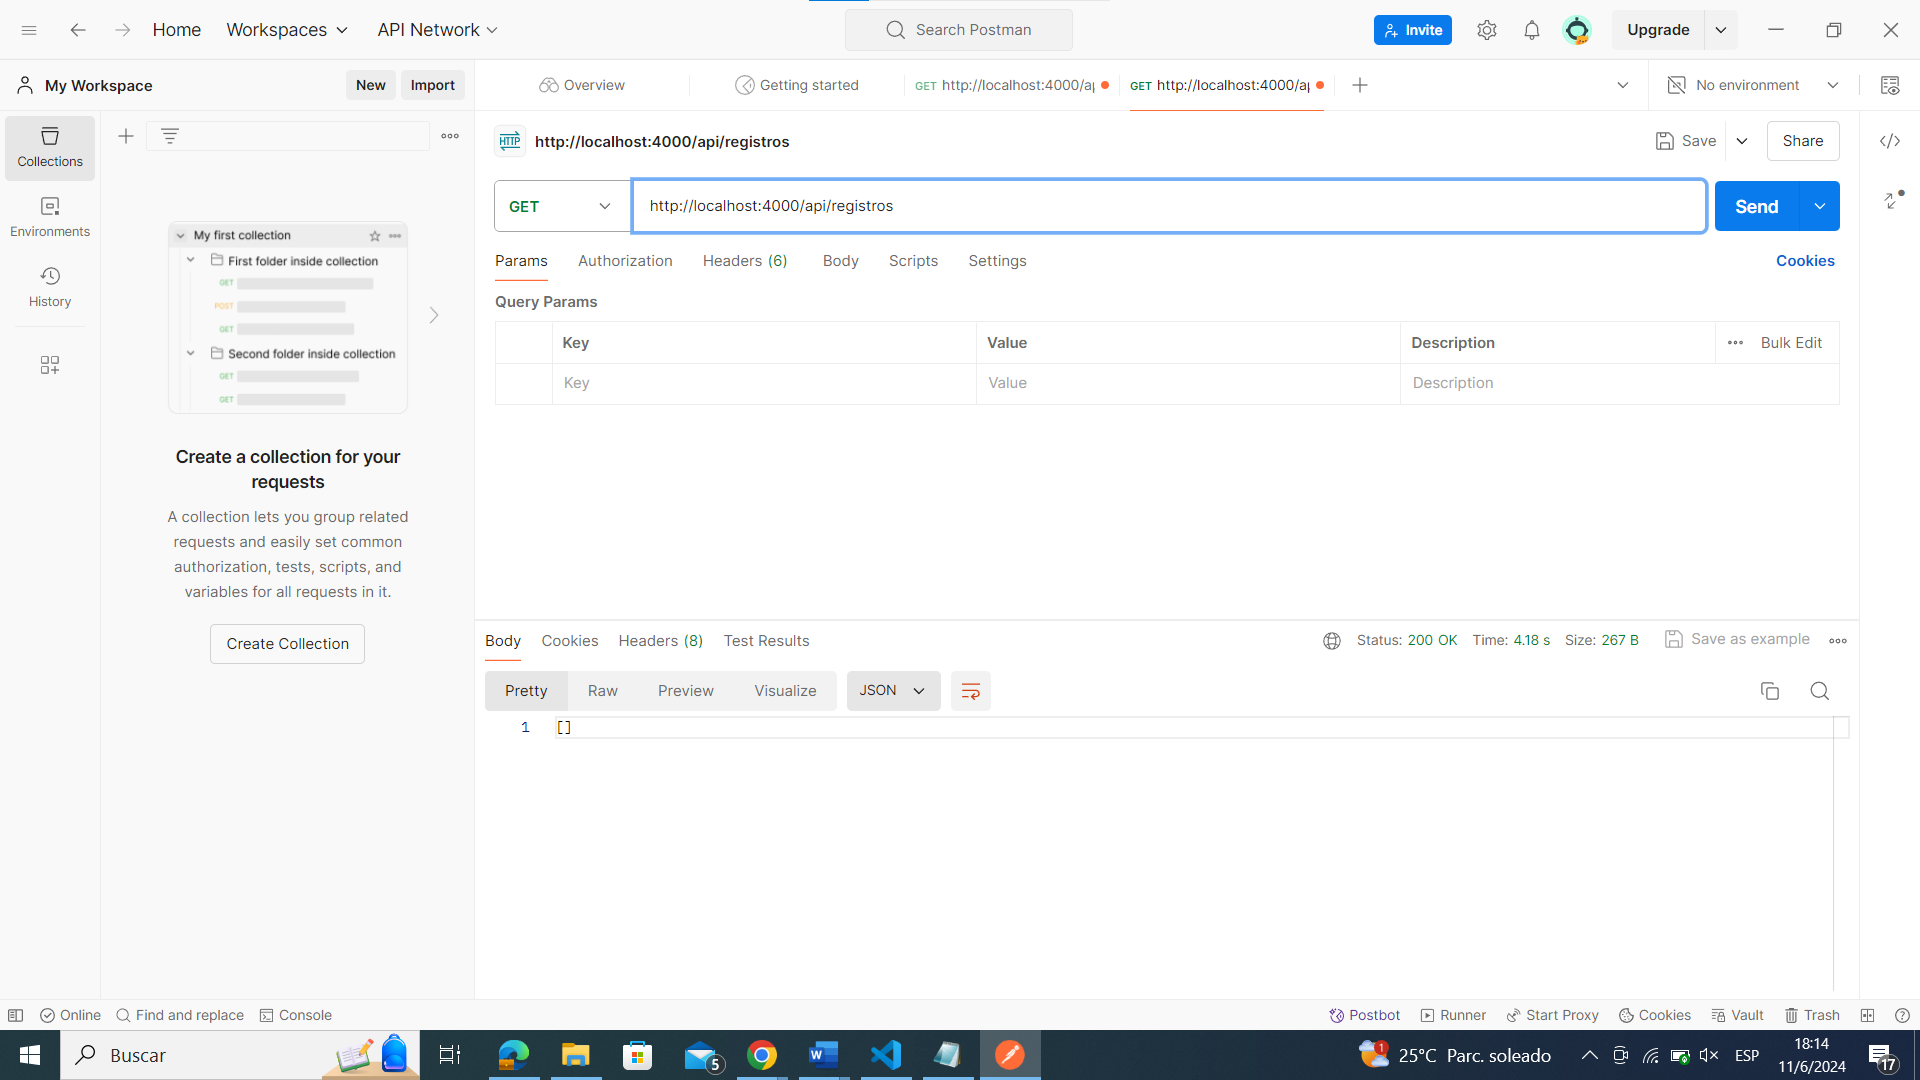 Home
Workspaces
API Network
Search Postman
Invite
Upgrade
My Workspace
New
Import
Overview
Getting started
GET http://localhost:4000/a
GET http://localhost:4000/a
No environment
Collections
Environments
History
My first collection
First folder inside collection
GET
POST
GET
Second folder inside collection
GET
GET
Create a collection for your
requests
A collection lets you group related
requests and easily set common
authorization, tests, scripts, and
variables for all requests in it.
Create Collection
HTTP
http://localhost:4000/api/registros
Save
Share
GET
http://localhost:4000/api/registros
Send
Params
Authorization
Headers (6)
Body
Scripts
Settings
Cookies
Query Params
Key
Value
Description
Bulk Edit
Key
Value
Description
Body
Cookies
Headers (8)
Test Results
Status: 200 OK
Time: 4.18 s
Size: 267 B
Save as example
Pretty
Raw
Preview
Visualize
JSON
1
[]
Online
Find and replace
Console
Postbot
Runner
Start Proxy
Cookies
Vault
Trash
Buscar
5
W
1
25°C Parc. soleado
ESP
18:14
11/6/2024
17